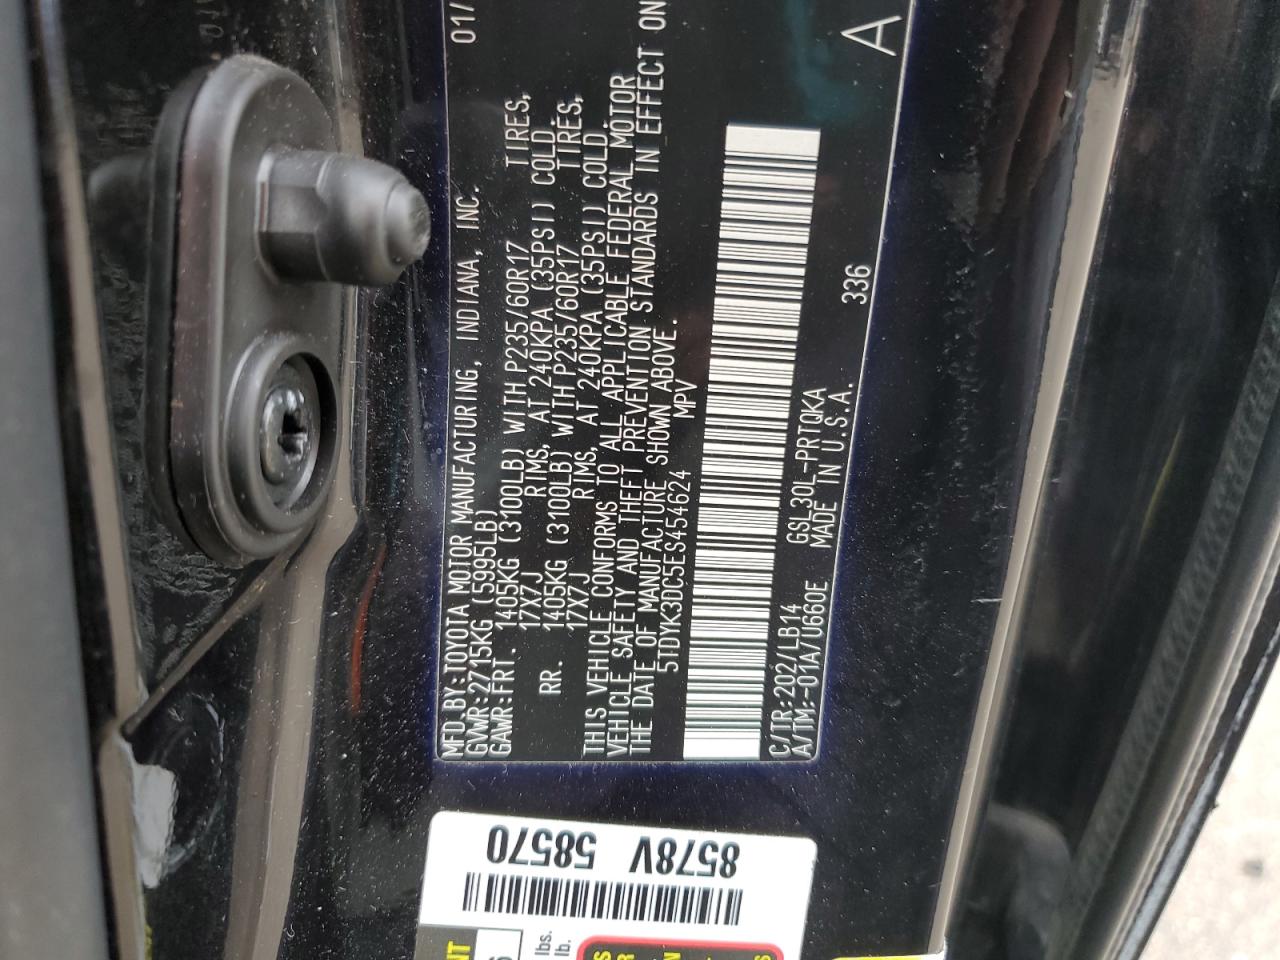 MFD.BY:TOYOTA MOTOR MANUFACTURING, INDIANA, INC. 01/
GVWR:2715KG (5995LB)
GAWR:FRT. 1405KG (3100LB) WITH P235/60R17 TIRES,
17X7J RIMS, AT 240KPA (35PSI) COLD.
RR. 1405KG (3100LB) WITH P235/60R17 TIRES,
17X7J RIMS, AT 240KPA (35PSI) COLD.
THIS VEHICLE CONFORMS TO ALL APPLICABLE FEDERAL MOTOR
VEHICLE SAFETY AND THEFT PREVENTION STANDARDS IN EFFECT ON
THE DATE OF MANUFACTURE SHOWN ABOVE.
5TDYK3DC5ES454624 MPV
C/TR:202/LB14 GSL30L-PRTQKA 336 A
A/TM:-01A/U660E MADE IN U.S.A.
8578V 58570
lbs.
lb.
NT